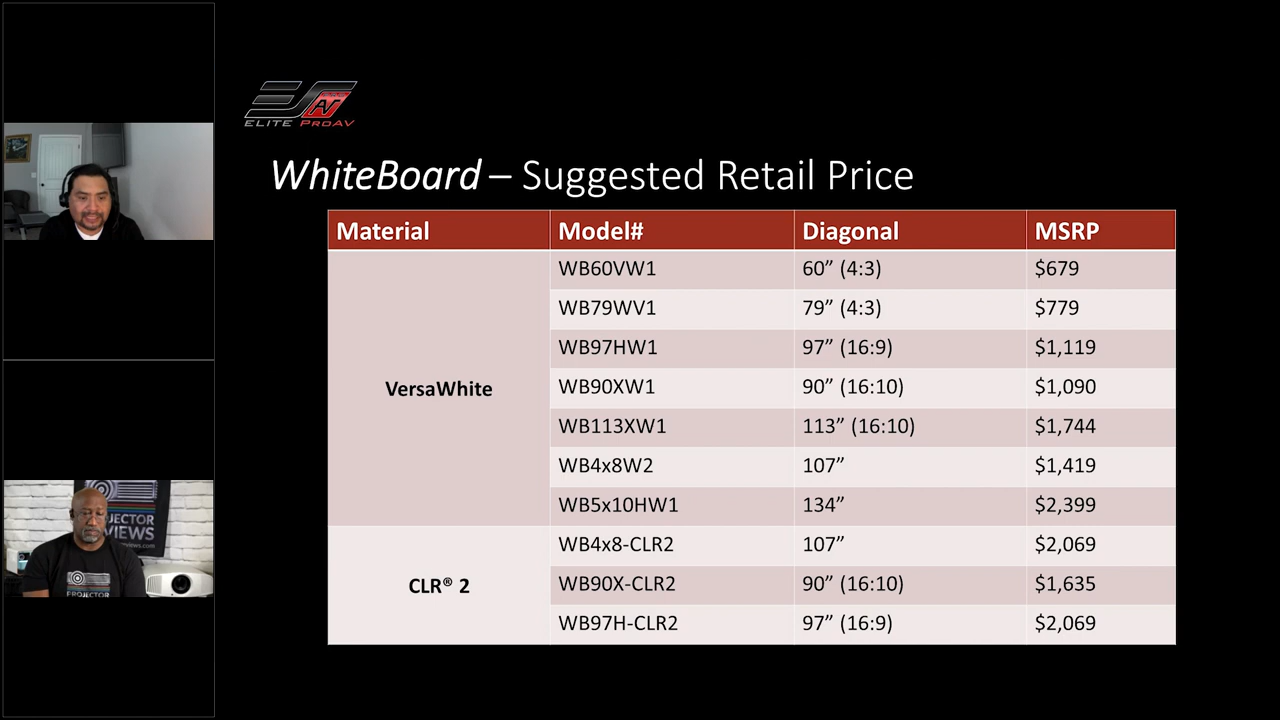 ELITE PROAV
WhiteBoard – Suggested Retail Price
Material Model# Diagonal MSRP
VersaWhite
WB60VW1 60” (4:3) $679
WB79WV1 79” (4:3) $779
WB97HW1 97” (16:9) $1,119
WB90XW1 90” (16:10) $1,090
WB113XW1 113” (16:10) $1,744
WB4x8W2 107” $1,419
WB5x10HW1 134” $2,399
CLR® 2
WB4x8-CLR2 107” $2,069
WB90X-CLR2 90” (16:10) $1,635
WB97H-CLR2 97” (16:9) $2,069
JECTOR
VIEWS
PROJECTOR